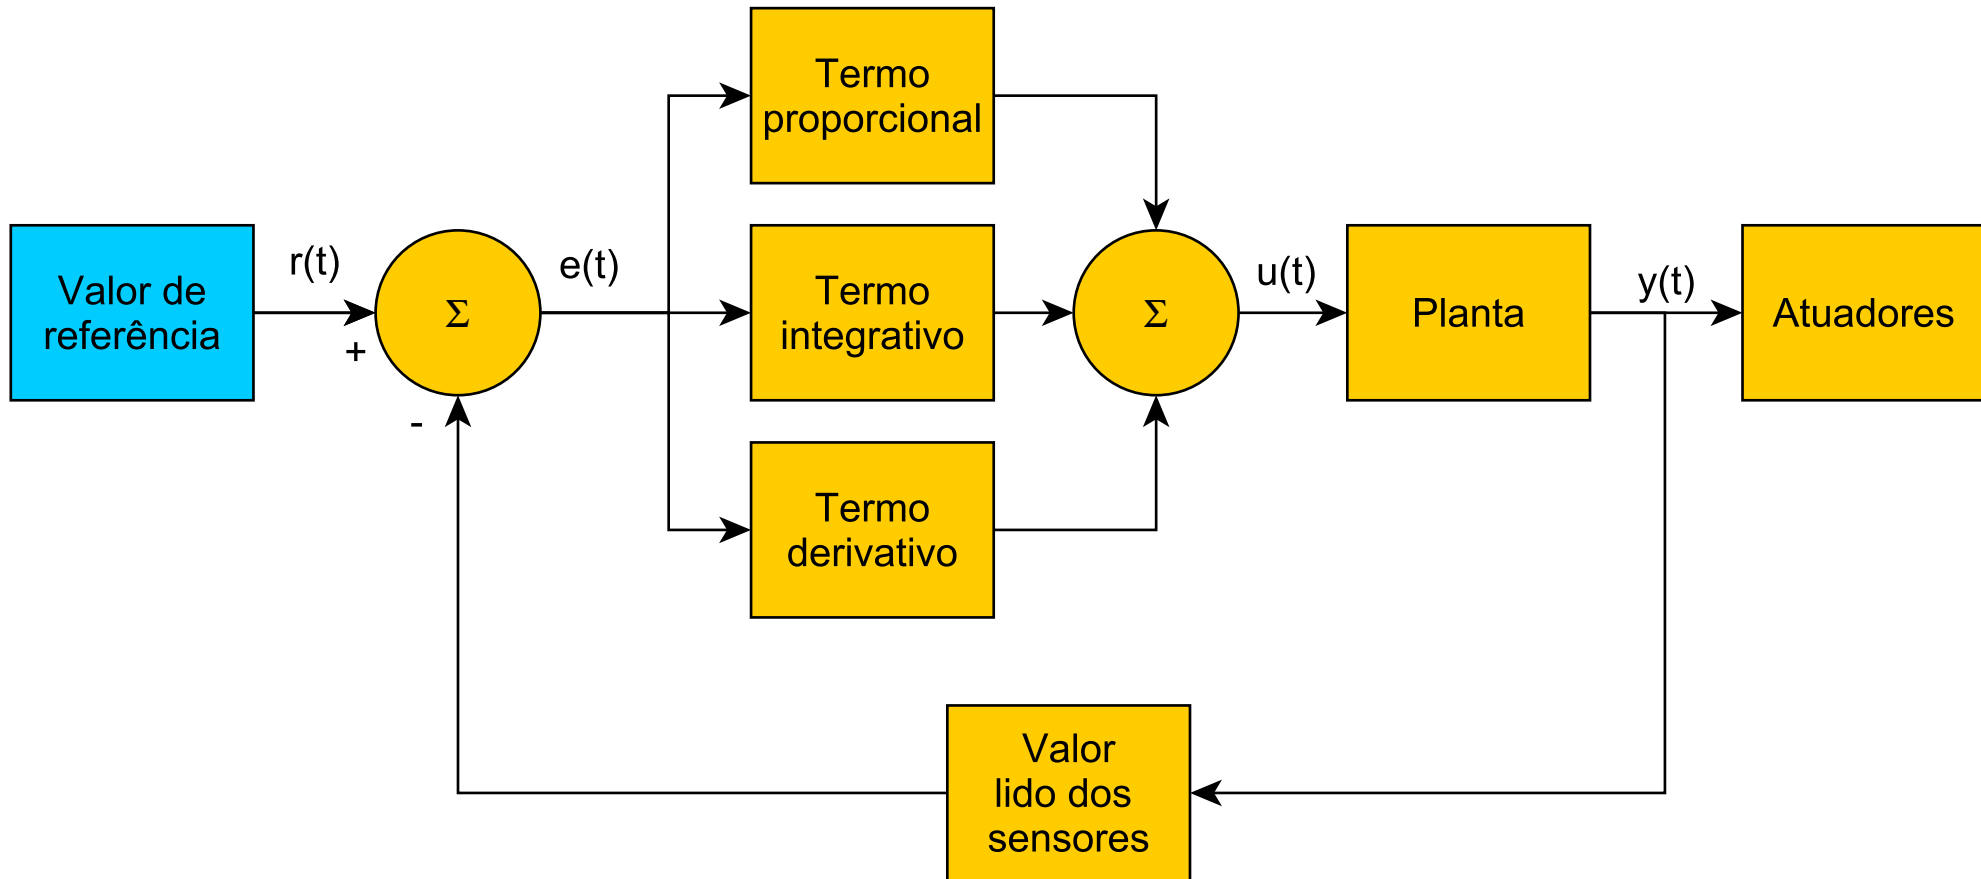 Termo
proporcional
Valor de
referência
r(t)
+
-
Σ
e(t)
Termo
integrativo
Σ
u(t)
Planta
y(t)
Atuadores
Termo
derivativo
Valor
lido dos
sensores